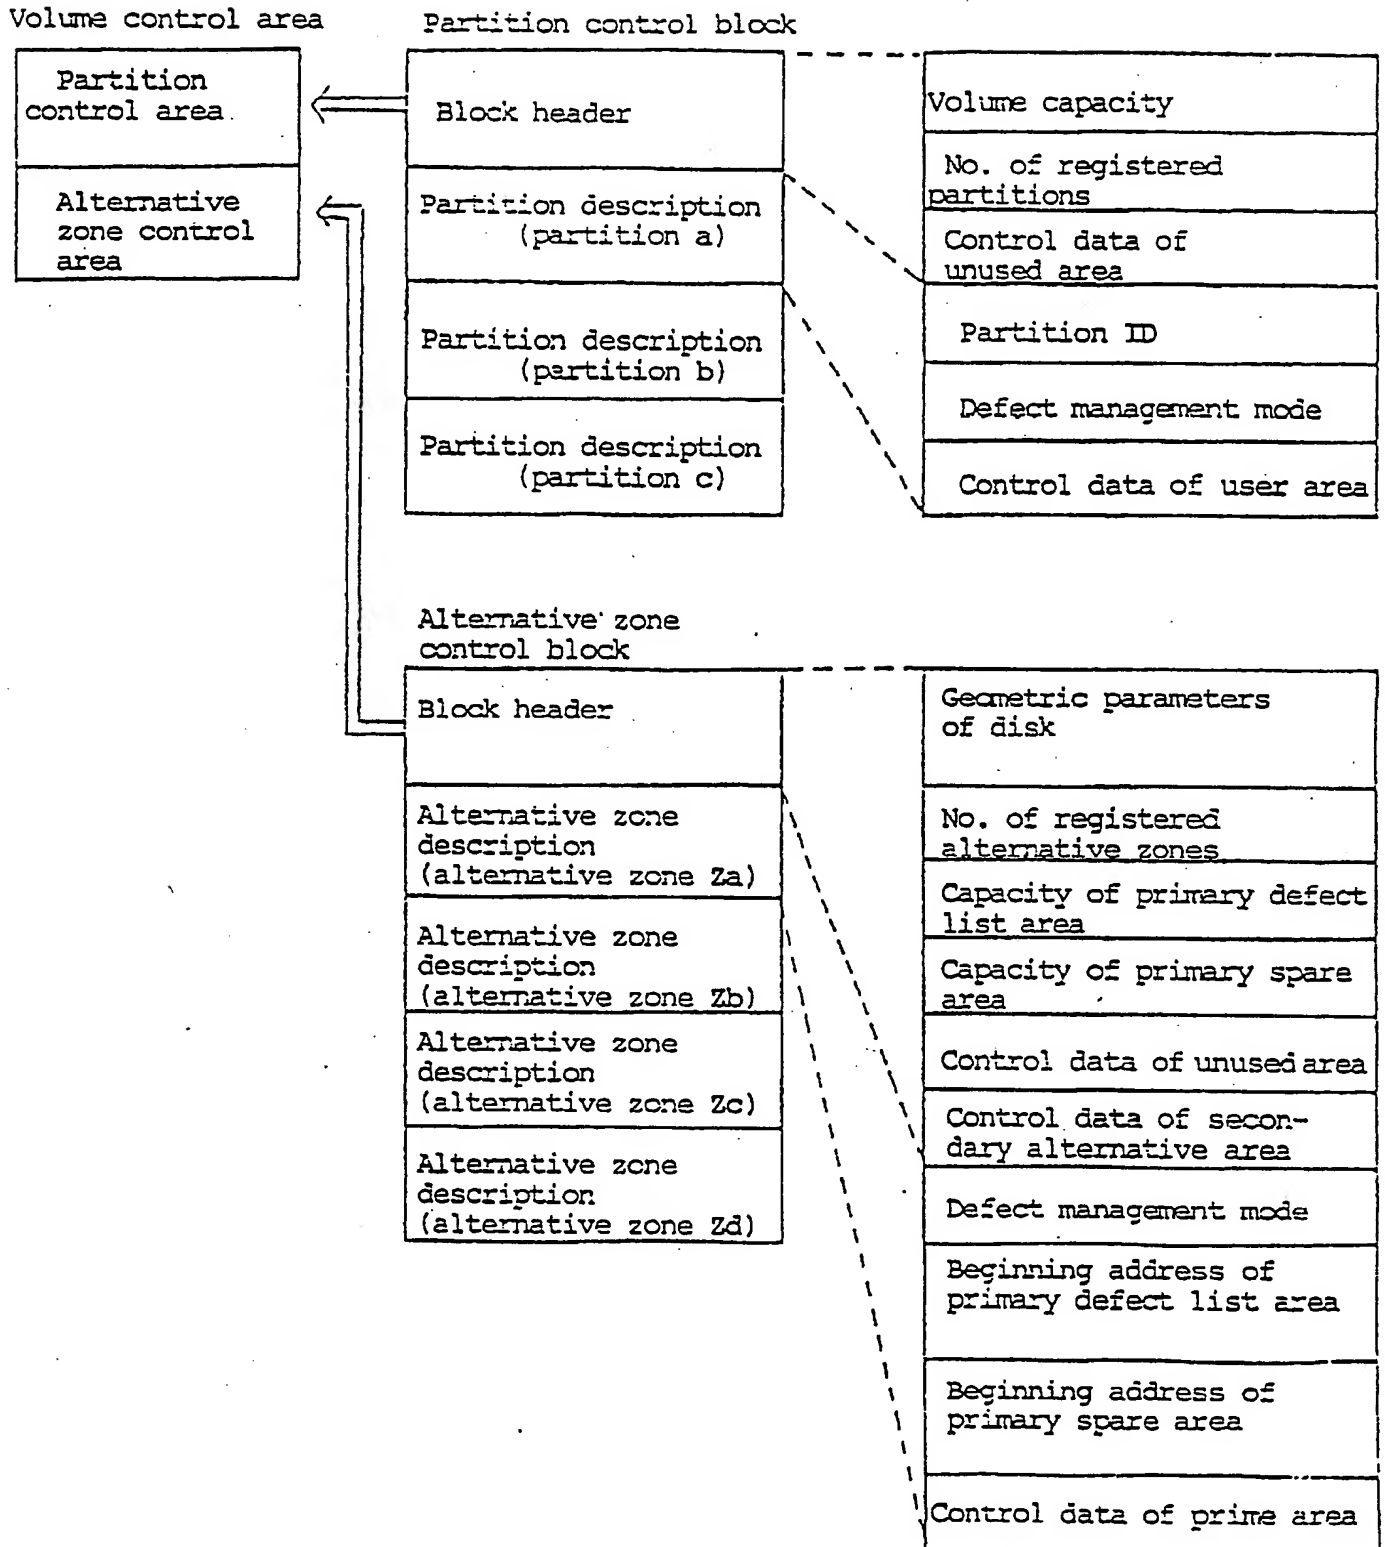 Volume control area
Partition
control area.
Alternative
zone control
area
Partition control block
Block header
Partition description
(partition a)
Partition description
(partition b)
Partition description
(partition c)
Volume capacity
No. of registered
partitions
Control data of
unused area
Partition ID
Defect management mode
Control data of user area
Alternative zone
control block
Block header
Alternative zone
description
(alternative zone Za)
Alternative zone
description
(alternative zone Zb)
Alternative zone
description
(alternative zone Zc)
Alternative zone
description
(alternative zone Zd)
Geometric parameters
of disk
No. of registered
alternative zones
Capacity of primary defect
list area
Capacity of primary spare
area
Control data of unused area
Control data of secon-
dary alternative area
Defect management mode
Beginning address of
primary defect list area
Beginning address of
primary spare area
Control data of prime area